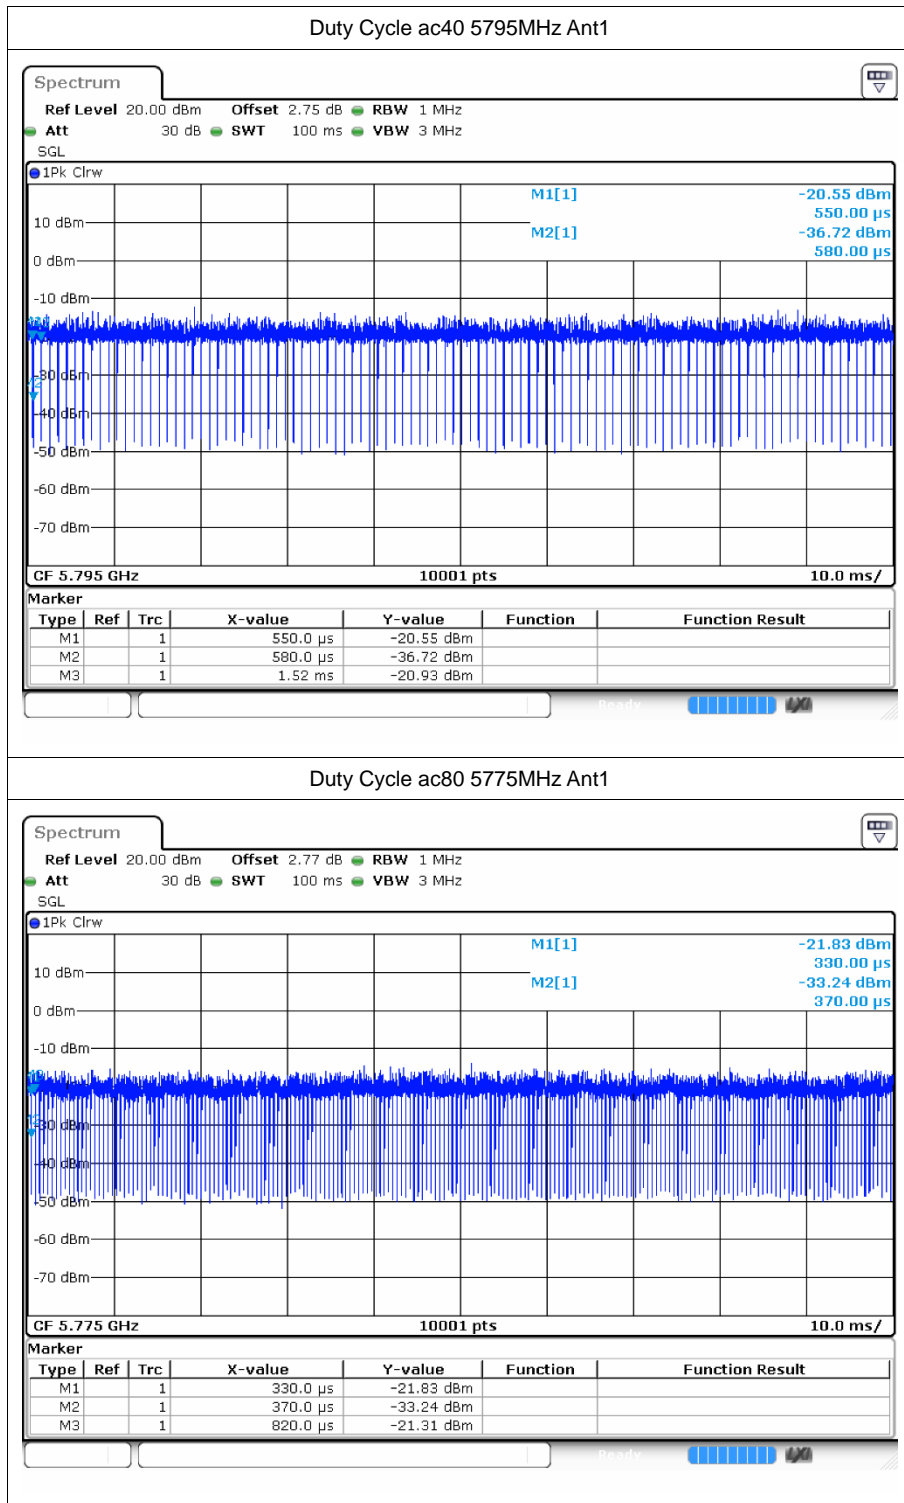 Duty Cycle ac40 5795MHz Ant1
Spectrum
Ref Level 20.00 dBm Offset 2.75 dB RBW 1 MHz
Att 30 dB SWT 100 ms VBW 3 MHz
SGL
1Pk Clrw
M1[1] -20.55 dBm
550.00 µs
10 dBm
M2[1] -36.72 dBm
580.00 µs
0 dBm
-10 dBm
-30 dBm
-40 dBm
-50 dBm
-60 dBm
-70 dBm
CF 5.795 GHz 10001 pts 10.0 ms/
Marker
Type Ref Trc X-value Y-value Function Function Result
M1 1 550.0 µs -20.55 dBm
M2 1 580.0 µs -36.72 dBm
M3 1 1.52 ms -20.93 dBm
Ready LXI
Duty Cycle ac80 5775MHz Ant1
Spectrum
Ref Level 20.00 dBm Offset 2.77 dB RBW 1 MHz
Att 30 dB SWT 100 ms VBW 3 MHz
SGL
1Pk Clrw
M1[1] -21.83 dBm
330.00 µs
10 dBm
M2[1] -33.24 dBm
370.00 µs
0 dBm
-10 dBm
-30 dBm
-40 dBm
-50 dBm
-60 dBm
-70 dBm
CF 5.775 GHz 10001 pts 10.0 ms/
Marker
Type Ref Trc X-value Y-value Function Function Result
M1 1 330.0 µs -21.83 dBm
M2 1 370.0 µs -33.24 dBm
M3 1 820.0 µs -21.31 dBm
Ready LXI